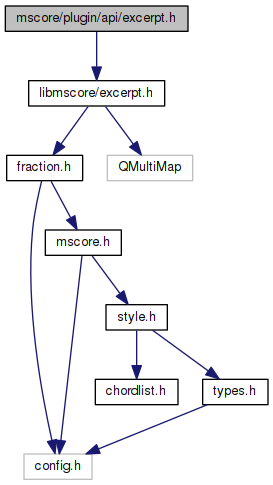 mscore/plugin/api/excerpt.h
libmscore/excerpt.h
fraction.h
QMultiMap
mscore.h
style.h
chordlist.h
types.h
config.h